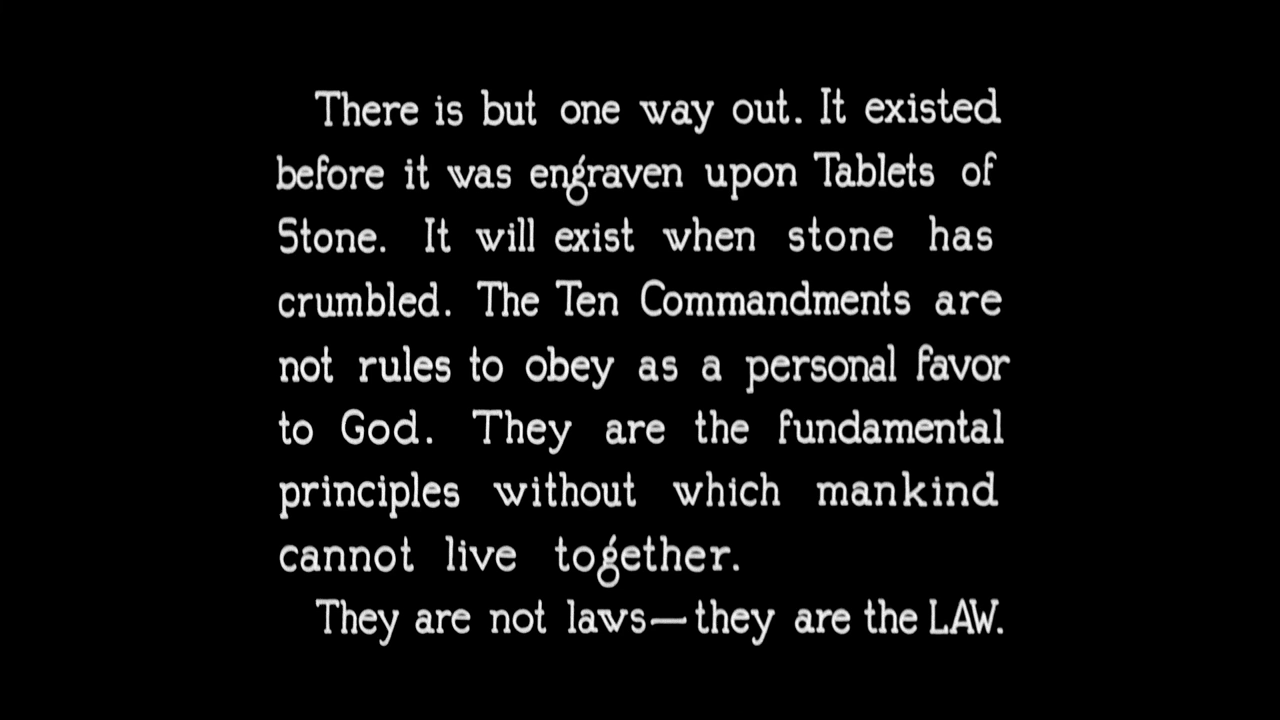 There is but one way out. It existed
before it was engraven upon Tablets of
Stone. It will exist when stone has
crumbled. The Ten Commandments are
not rules to obey as a personal favor
to God. They are the fundamental
principles without which mankind
cannot live together.
They are not laws—they are the LAW.